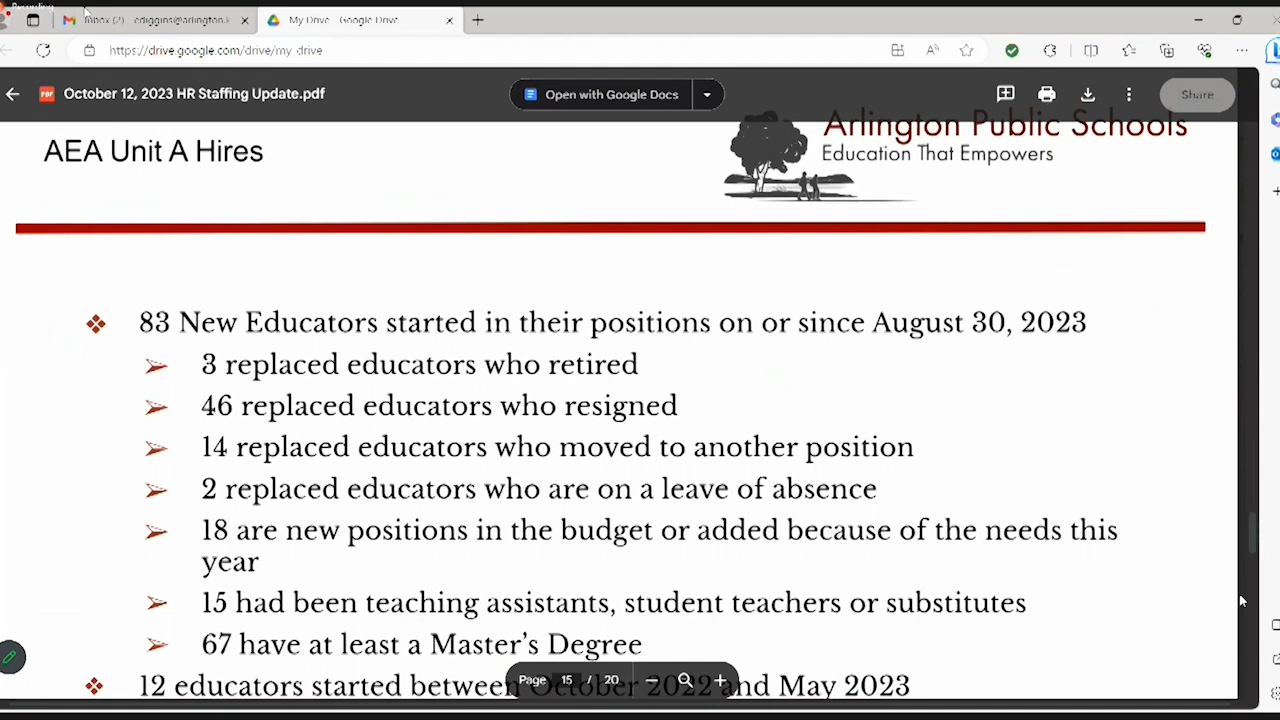 Recording
Inbox (2)
My Drive - Google Drive
https://drive.google.com/drive/my-drive
October 12, 2023 HR Staffing Update.pdf
Open with Google Docs
Share
Arlington Public Schools
Education That Empowers
AEA Unit A Hires
83 New Educators started in their positions on or since August 30, 2023
3 replaced educators who retired
46 replaced educators who resigned
14 replaced educators who moved to another position
2 replaced educators who are on a leave of absence
18 are new positions in the budget or added because of the needs this
year
15 had been teaching assistants, student teachers or substitutes
67 have at least a Master's Degree
12 educators started between October 2022 and May 2023
Page 15 / 20